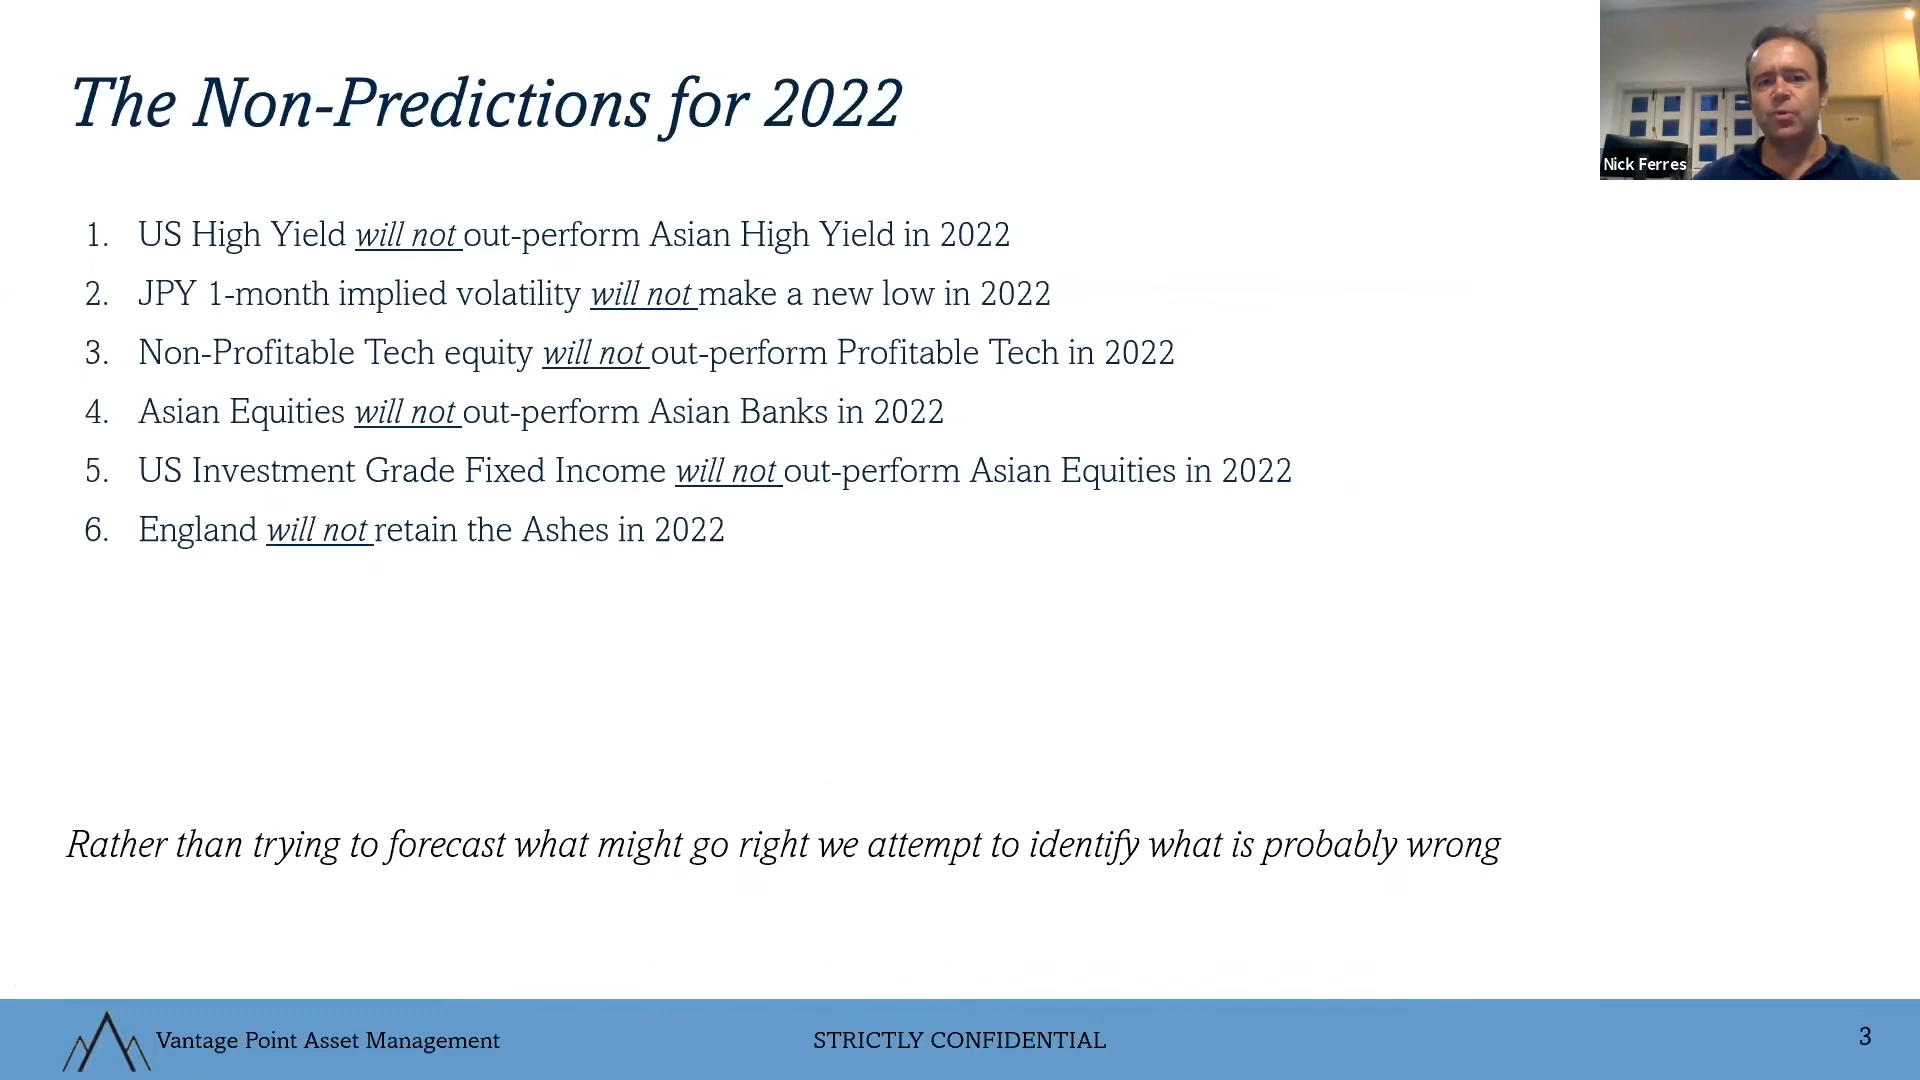 The Non-Predictions for 2022
Nick Ferres
1. US High Yield will not out-perform Asian High Yield in 2022
2. JPY 1-month implied volatility will not make a new low in 2022
3. Non-Profitable Tech equity will not out-perform Profitable Tech in 2022
4. Asian Equities will not out-perform Asian Banks in 2022
5. US Investment Grade Fixed Income will not out-perform Asian Equities in 2022
6. England will not retain the Ashes in 2022
Rather than trying to forecast what might go right we attempt to identify what is probably wrong
Vantage Point Asset Management
STRICTLY CONFIDENTIAL
3